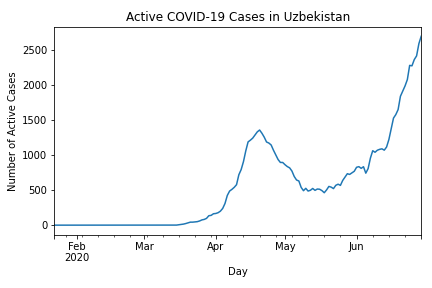 Active COVID-19 Cases in Uzbekistan
Number of Active Cases
2500
2000
1500
1000
500
0
Feb
2020
Mar
Apr
May
Jun
Day